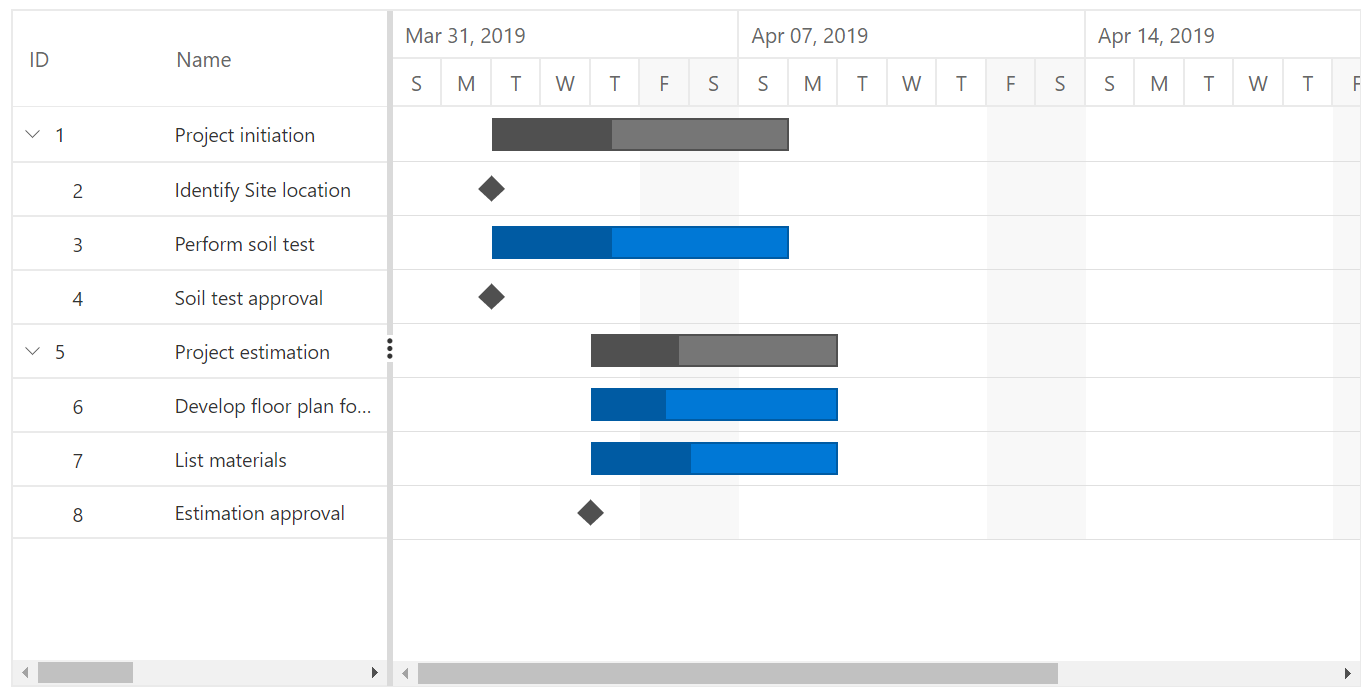 ID Name Mar 31, 2019 Apr 07, 2019 Apr 14, 2019
S M T W T F S S M T W T F S S M T W T F
1 Project initiation
2 Identify Site location
3 Perform soil test
4 Soil test approval
5 Project estimation
6 Develop floor plan fo...
7 List materials
8 Estimation approval